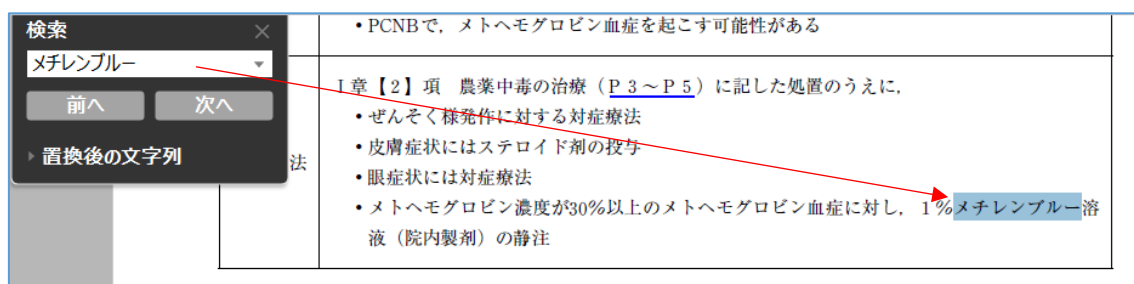 検索
メチレンブルー
前へ 次へ
置換後の文字列
・PCNBで，メトヘモグロビン血症を起こす可能性がある
法
Ⅰ章【2】項　農薬中毒の治療（P３～P５）に記した処置のうえに，
・ぜんそく様発作に対する対症療法
・皮膚症状にはステロイド剤の投与
・眼症状には対症療法
・メトヘモグロビン濃度が30％以上のメトヘモグロビン血症に対し，１％メチレンブルー溶
液（院内製剤）の静注